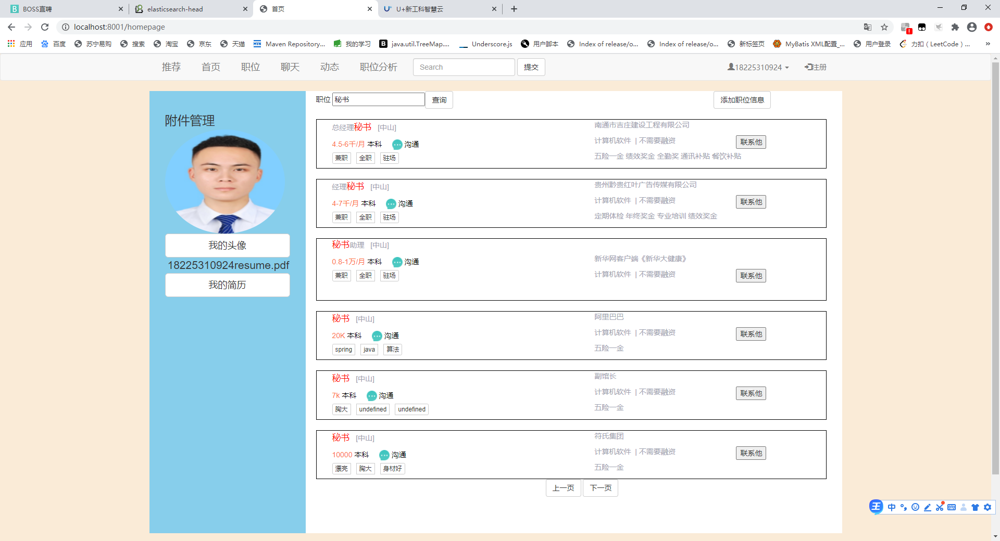 BOSS直聘
elasticsearch-head
首页
U+新工科智慧云
localhost:8001/homepage
应用 百度 苏宁易购 搜索 淘宝 京东 天猫 Maven Repository:... 我的学习 java.util.TreeMap.... Underscore.js 用户脚本 Index of release/o... Index of release/o... 新标签页 MyBatis XML配置_... 用户登录 力扣（LeetCode）... »
推荐 首页 职位 聊天 动态 职位分析 Search 提交 18225310924 注册
附件管理
我的头像
18225310924resume.pdf
我的简历
职位 秘书 查询 添加职位信息
总经理秘书 [中山]
4.5-6千/月 本科 沟通
兼职 全职 驻场
南通市吉庄建设工程有限公司
计算机软件 | 不需要融资
五险一金 绩效奖金 全勤奖 通讯补贴 餐饮补贴
联系他
经理秘书 [中山]
4-7千/月 本科 沟通
兼职 全职 驻场
贵州黔贵红叶广告传媒有限公司
计算机软件 | 不需要融资
定期体检 年终奖金 专业培训 绩效奖金
联系他
秘书助理 [中山]
0.8-1万/月 本科 沟通
兼职 全职 驻场
新华网客户端《新华大健康》
计算机软件 | 不需要融资
联系他
秘书 [中山]
20K 本科 沟通
spring java 算法
阿里巴巴
计算机软件 | 不需要融资
五险一金
联系他
秘书 [中山]
7k 本科 沟通
胸大 undefined undefined
副馆长
计算机软件 | 不需要融资
五险一金
联系他
秘书 [中山]
10000 本科 沟通
漂亮 胸大 身材好
符氏集团
计算机软件 | 不需要融资
五险一金
联系他
上一页 下一页
王 中